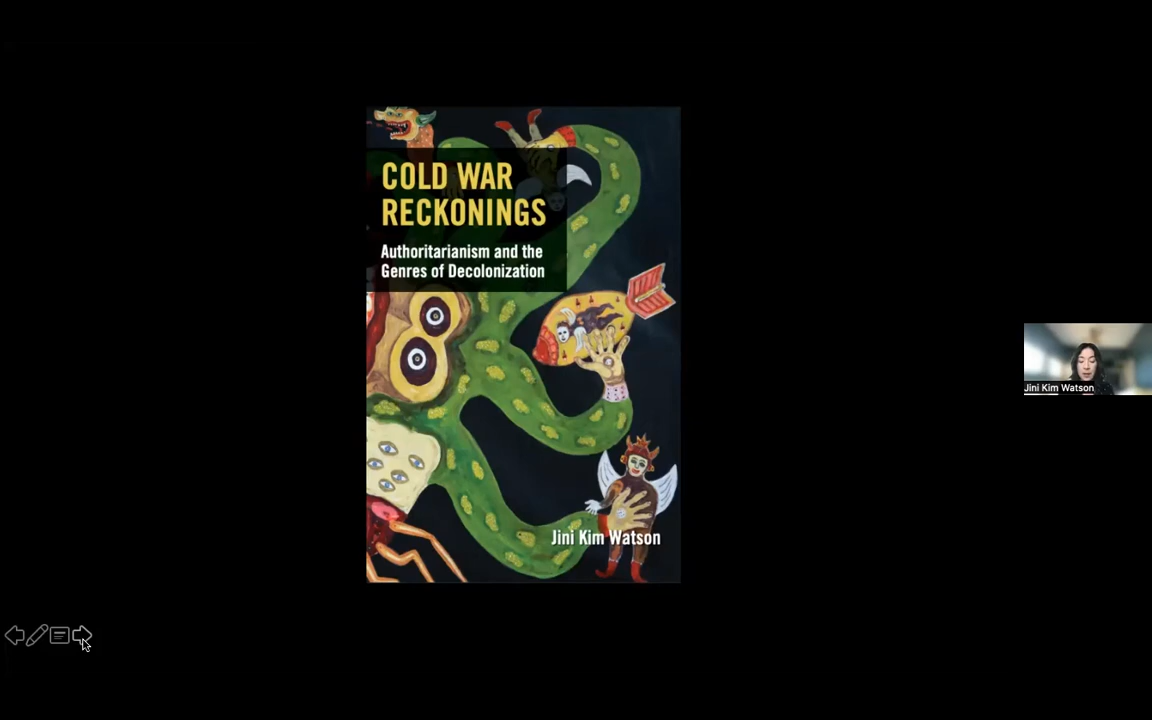 COLD WAR
RECKONINGS
Authoritarianism and the
Genres of Decolonization
Jini Kim Watson
Jini Kim Watson